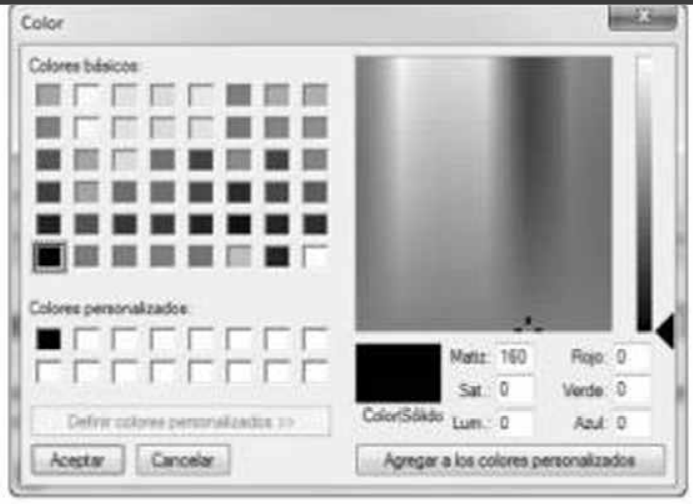 Color
Colores básicos:
Colores personalizados:
Definir colores personalizados >>
Aceptar
Cancelar
Color|Sólido
Matiz: 160
Sat.: 0
Lum.: 0
Rojo: 0
Verde: 0
Azul: 0
Agregar a los colores personalizados